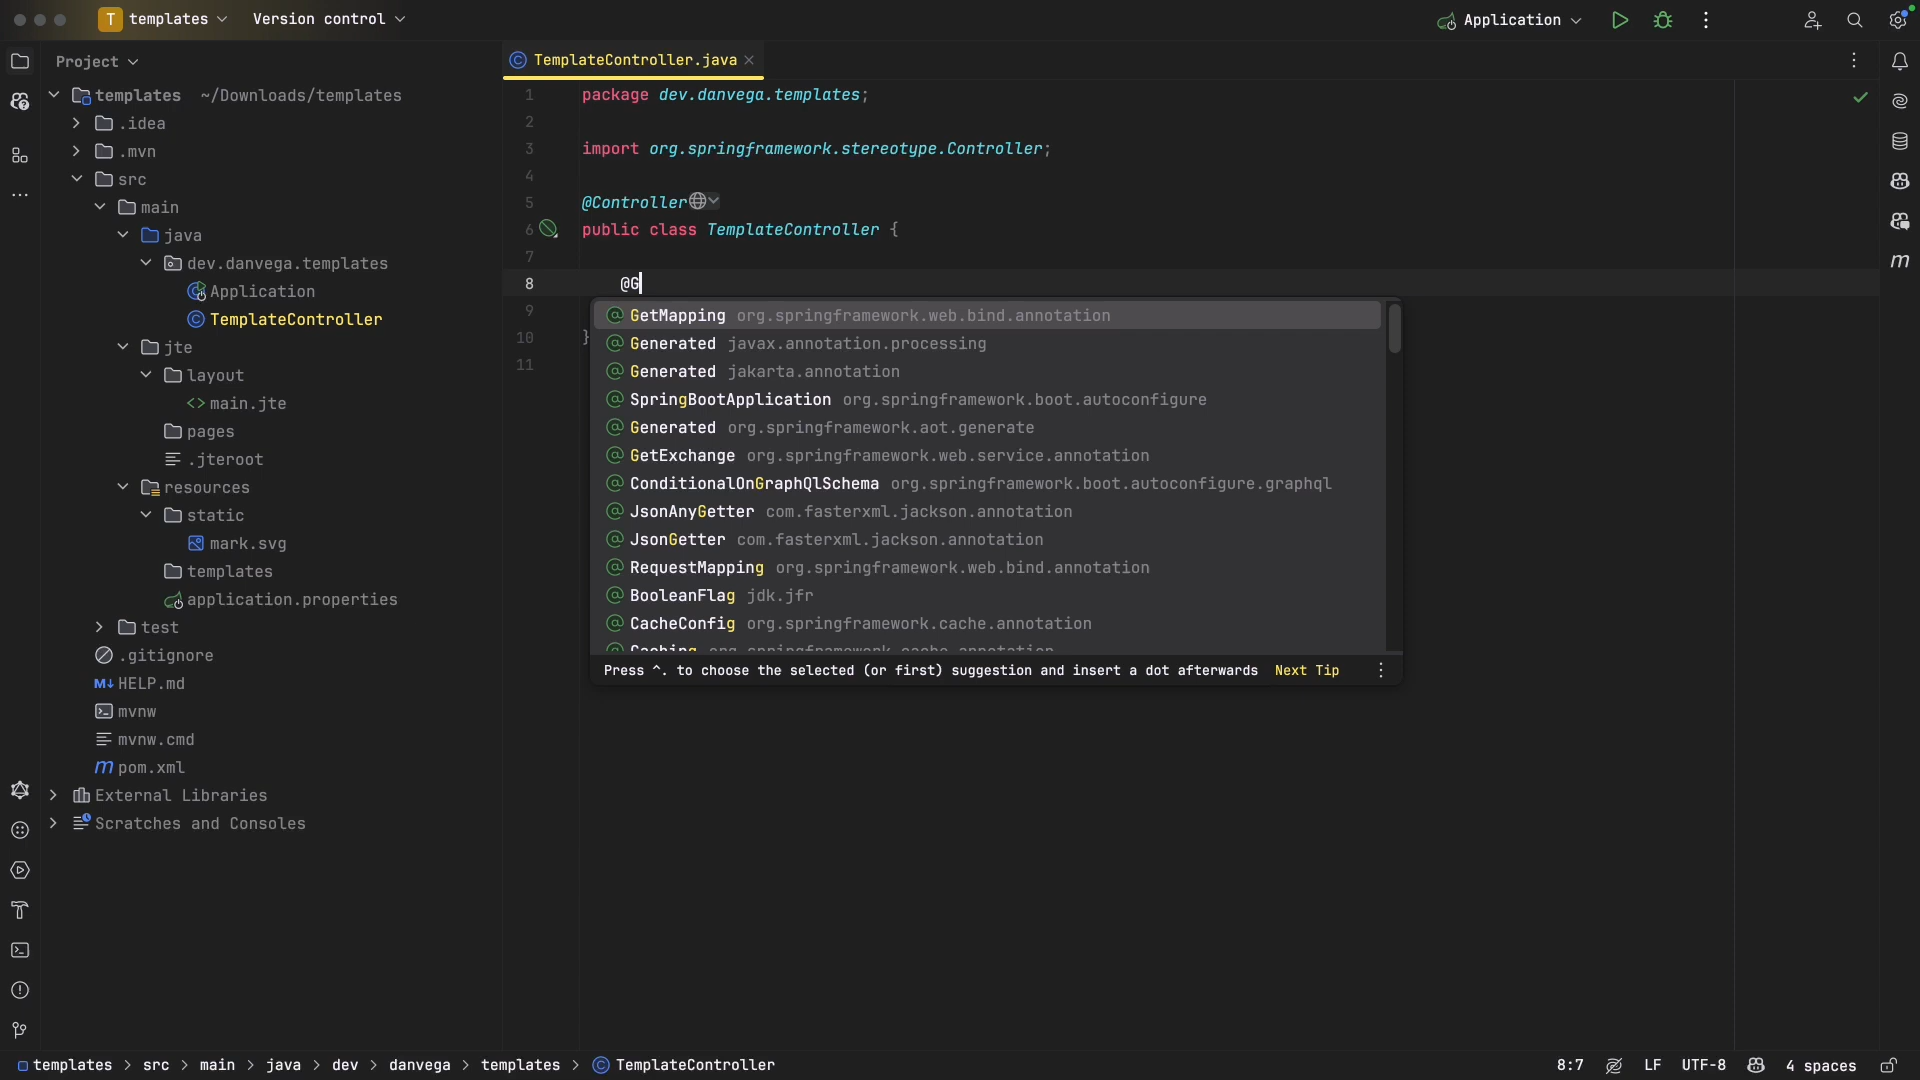 T templates Version control Application
Project
templates ~/Downloads/templates
.idea
.mvn
src
main
java
dev.danvega.templates
Application
TemplateController
jte
layout
main.jte
pages
.jteroot
resources
static
mark.svg
templates
application.properties
test
.gitignore
M↓ HELP.md
mvnw
mvnw.cmd
m pom.xml
External Libraries
Scratches and Consoles
TemplateController.java
1 package dev.danvega.templates;
2
3 import org.springframework.stereotype.Controller;
4
5 @Controller
6 public class TemplateController {
7
8 @G
9
10 }
11
GetMapping org.springframework.web.bind.annotation
Generated javax.annotation.processing
Generated jakarta.annotation
SpringBootApplication org.springframework.boot.autoconfigure
Generated org.springframework.aot.generate
GetExchange org.springframework.web.service.annotation
ConditionalOnGraphQlSchema org.springframework.boot.autoconfigure.graphql
JsonAnyGetter com.fasterxml.jackson.annotation
JsonGetter com.fasterxml.jackson.annotation
RequestMapping org.springframework.web.bind.annotation
BooleanFlag jdk.jfr
CacheConfig org.springframework.cache.annotation
Caching org.springframework.cache.annotation
Press ^. to choose the selected (or first) suggestion and insert a dot afterwards Next Tip
m
templates > src > main > java > dev > danvega > templates > TemplateController
8:7 LF UTF-8 4 spaces